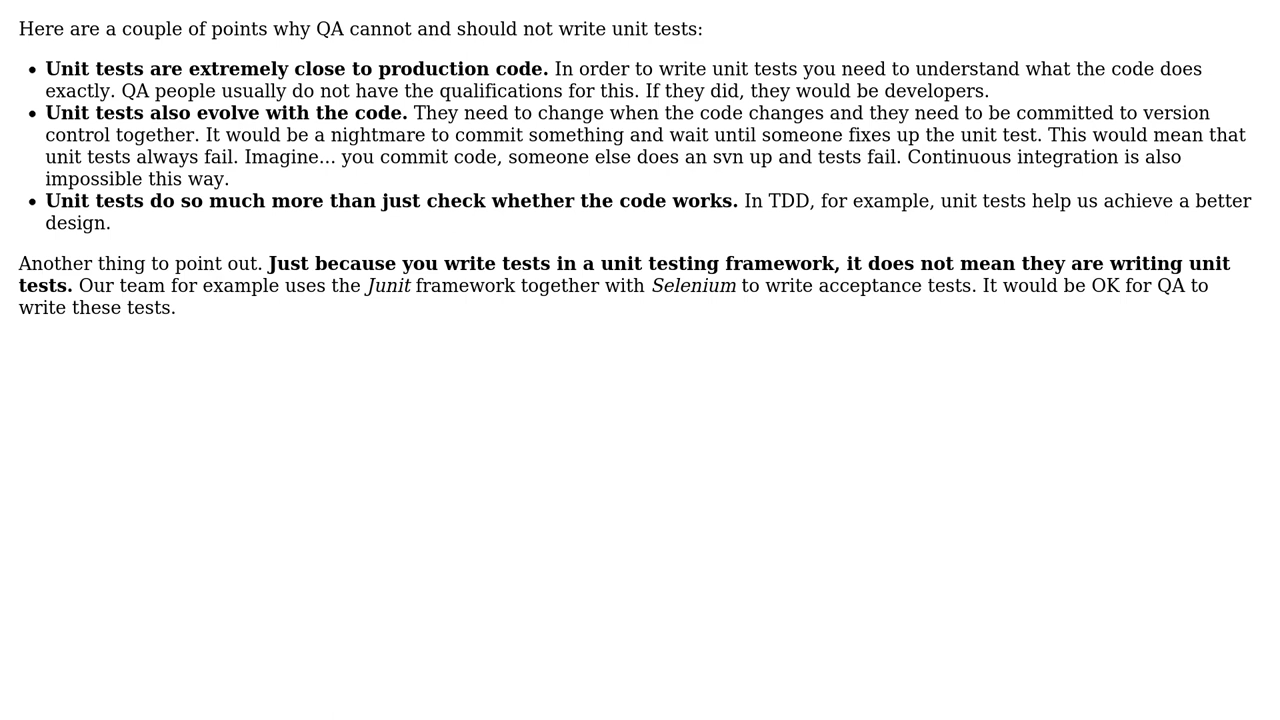 Here are a couple of points why QA cannot and should not write unit tests:
• Unit tests are extremely close to production code. In order to write unit tests you need to understand what the code does
exactly. QA people usually do not have the qualifications for this. If they did, they would be developers.
• Unit tests also evolve with the code. They need to change when the code changes and they need to be committed to version
control together. It would be a nightmare to commit something and wait until someone fixes up the unit test. This would mean that
unit tests always fail. Imagine... you commit code, someone else does an svn up and tests fail. Continuous integration is also
impossible this way.
• Unit tests do so much more than just check whether the code works. In TDD, for example, unit tests help us achieve a better
design.
Another thing to point out. Just because you write tests in a unit testing framework, it does not mean they are writing unit
tests. Our team for example uses the Junit framework together with Selenium to write acceptance tests. It would be OK for QA to
write these tests.